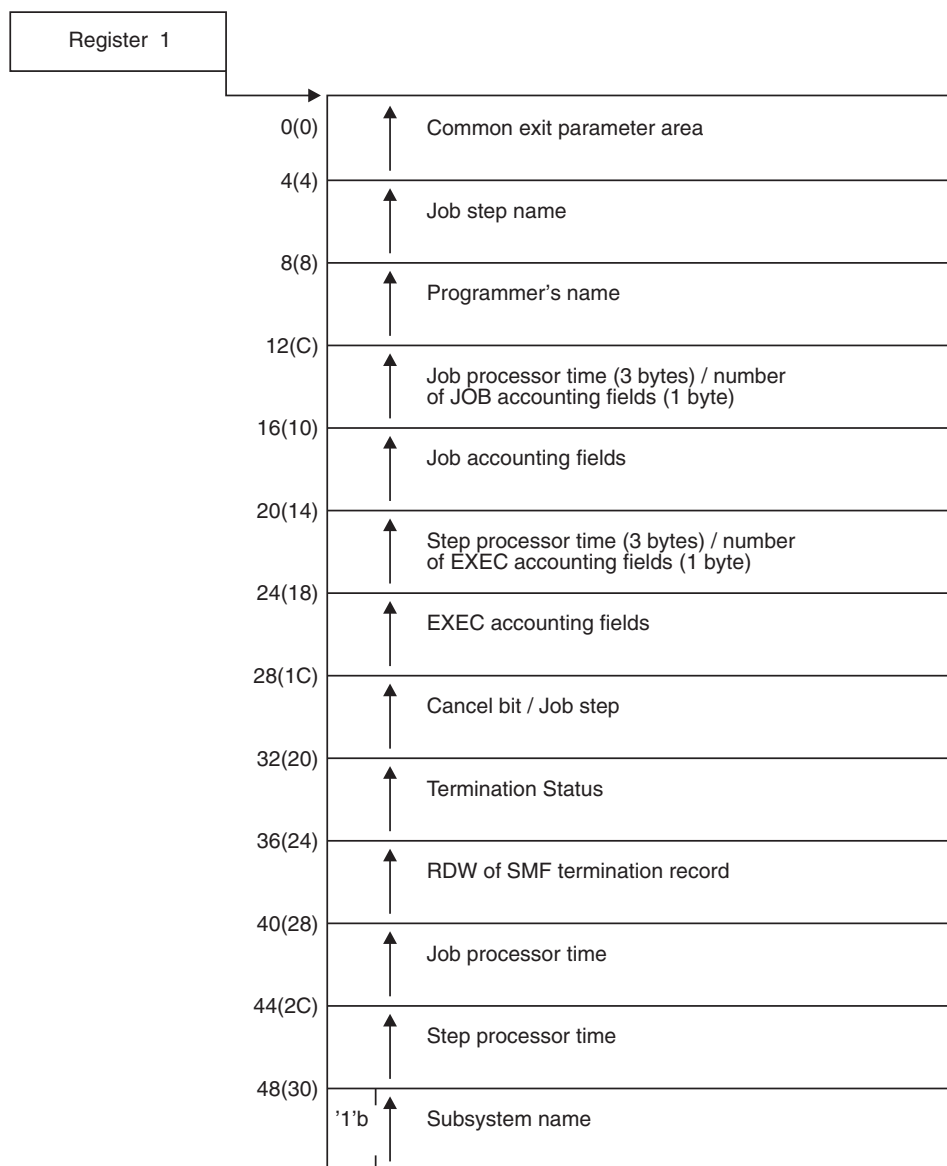 Register 1
0(0)
Common exit parameter area
4(4)
Job step name
8(8)
Programmer's name
12(C)
Job processor time (3 bytes) / number
of JOB accounting fields (1 byte)
16(10)
Job accounting fields
20(14)
Step processor time (3 bytes) / number
of EXEC accounting fields (1 byte)
24(18)
EXEC accounting fields
28(1C)
Cancel bit / Job step
32(20)
Termination Status
36(24)
RDW of SMF termination record
40(28)
Job processor time
44(2C)
Step processor time
48(30)
'1'b Subsystem name